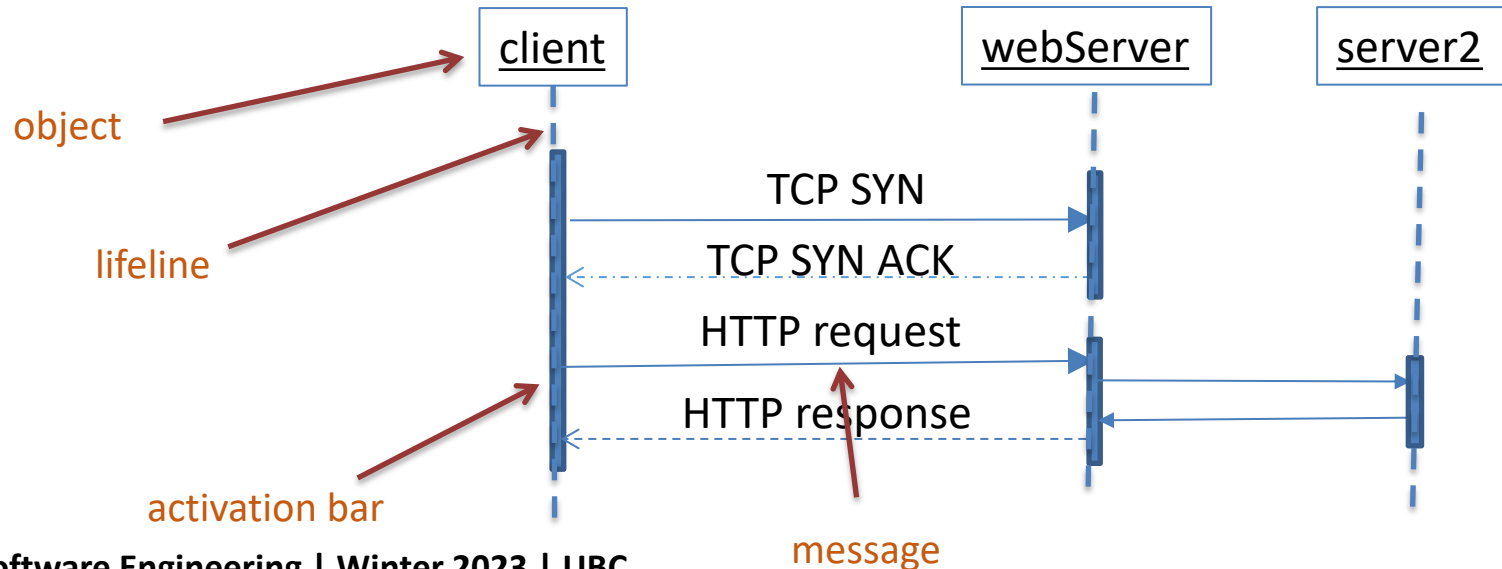 client
webServer
server2
object
TCP SYN
lifeline
TCP SYN ACK
HTTP request
HTTP response
activation bar
message
oftware Engineering | Winter 2023 | UBC